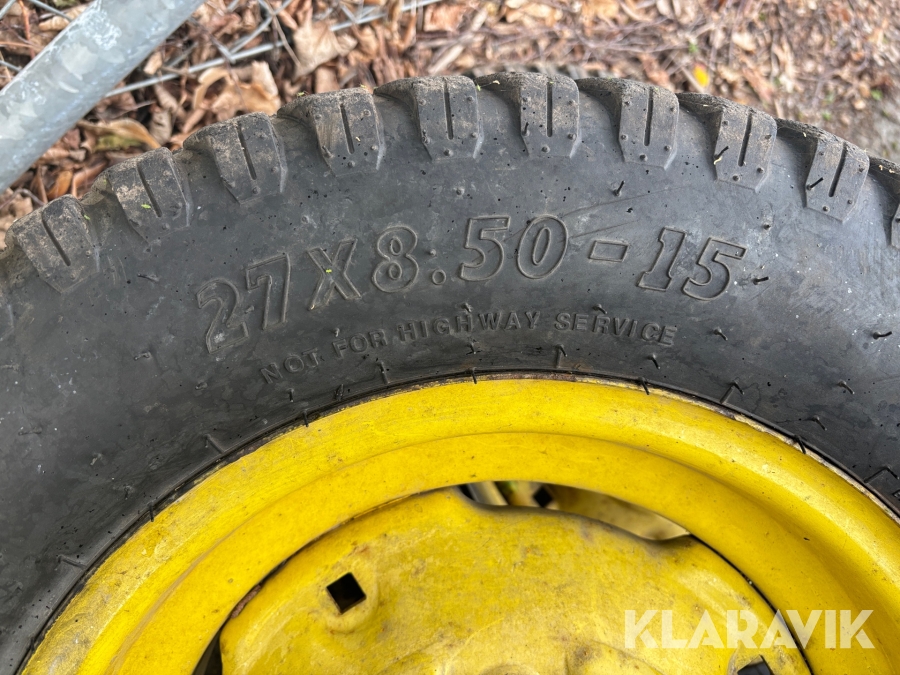 27X8.50-15
NOT FOR HIGHWAY SERVICE
KLARAVIK